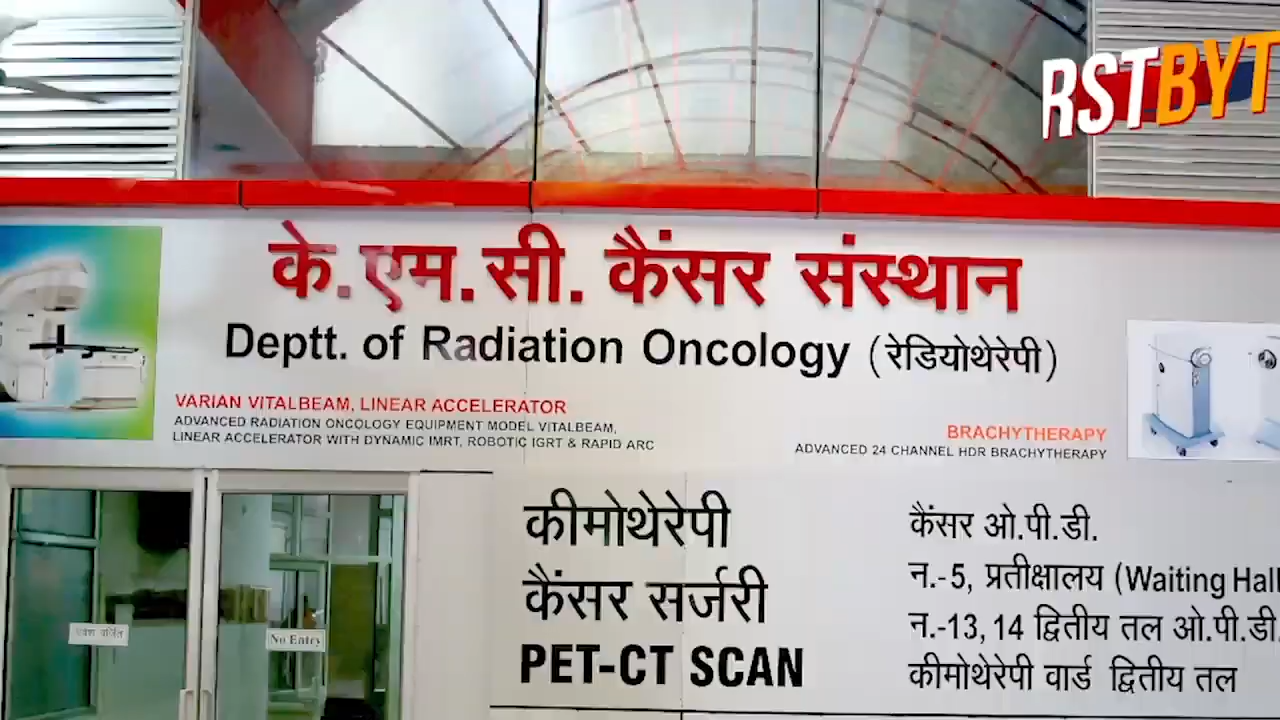 RSTBYT
के.एम.सी. कैंसर संस्थान
Deptt. of Radiation Oncology (रेडियोथेरेपी)
VARIAN VITALBEAM, LINEAR ACCELERATOR
ADVANCED RADIATION ONCOLOGY EQUIPMENT MODEL VITALBEAM,
LINEAR ACCELERATOR WITH DYNAMIC IMRT, ROBOTIC IGRT & RAPID ARC
BRACHYTHERAPY
ADVANCED 24 CHANNEL HDR BRACHYTHERAPY
कीमोथेरेपी
कैंसर सर्जरी
PET-CT SCAN
कैंसर ओ.पी.डी.
न.-5, प्रतीक्षालय (Waiting Hall
न.-13, 14 द्वितीय तल ओ.पी.डी.
कीमोथेरेपी वार्ड द्वितीय तल
प्रवेश वर्जित
No Entry